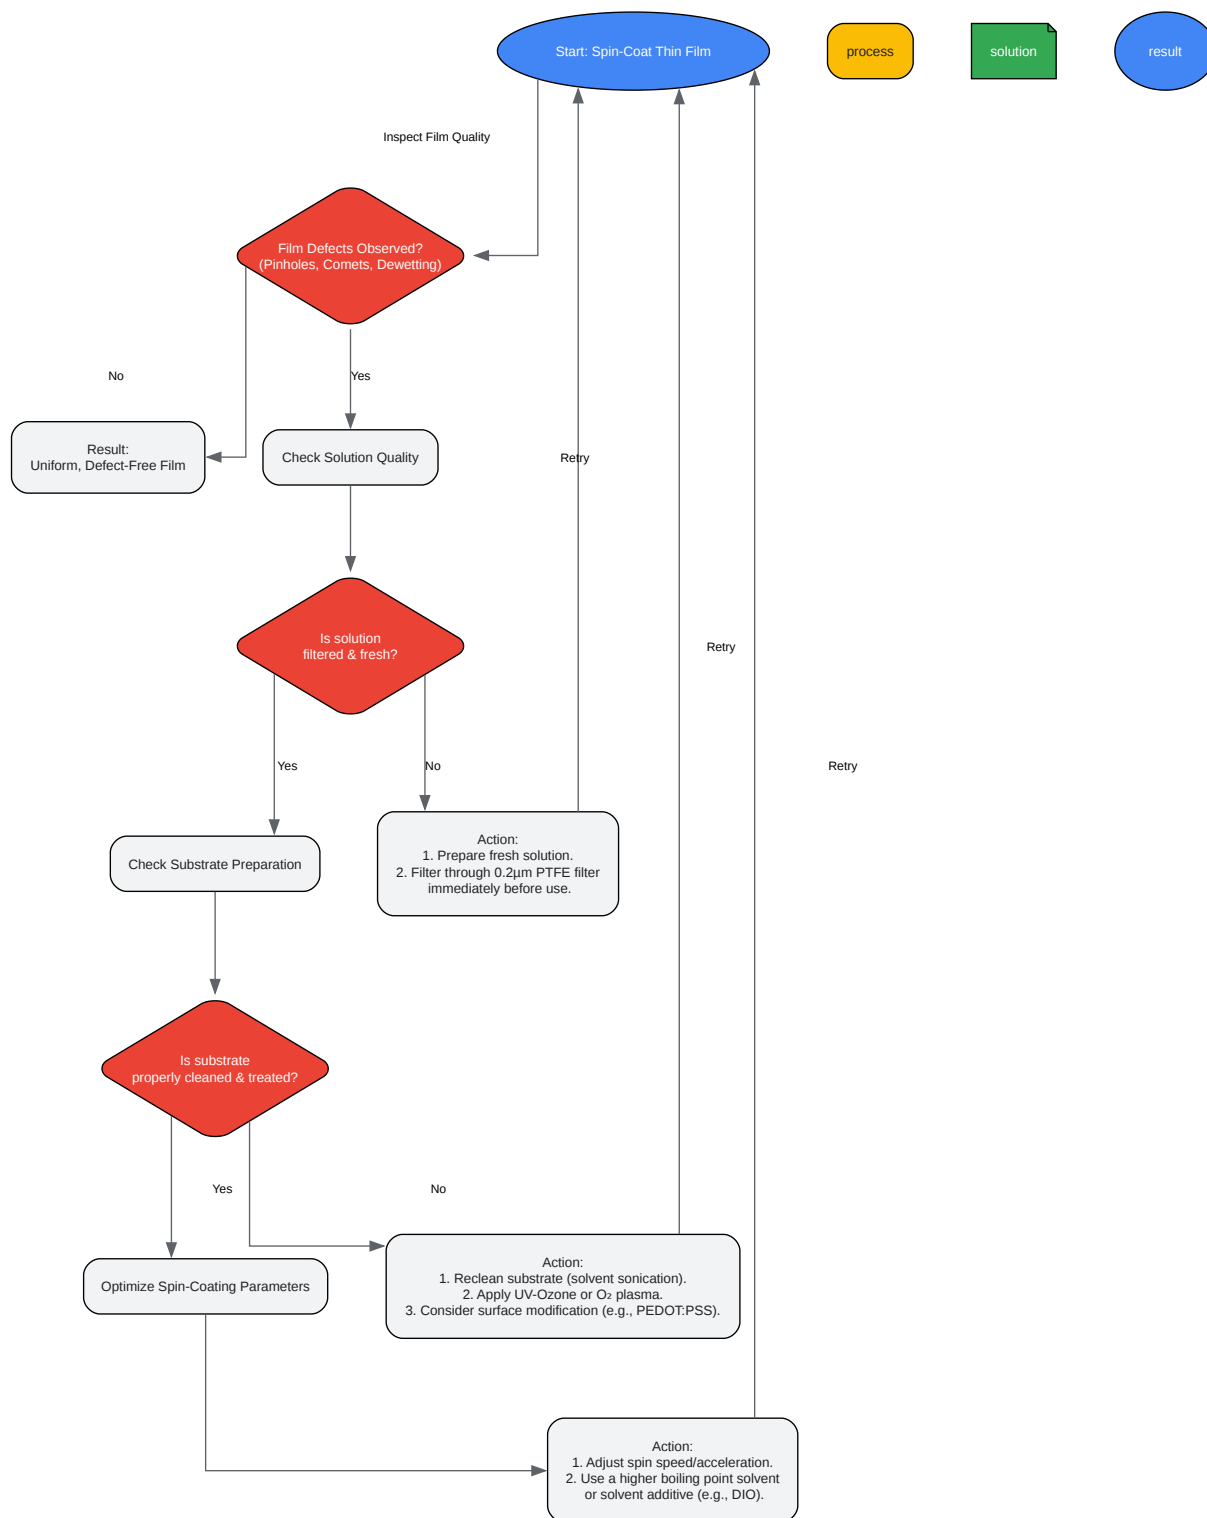 Start: Spin-Coat Thin Film
process
solution
result
Inspect Film Quality
Film Defects Observed?
(Pinholes, Comets, Dewetting)
No
Yes
Result:
Uniform, Defect-Free Film
Check Solution Quality
Retry
Is solution
filtered & fresh?
Retry
Yes
No
Retry
Check Substrate Preparation
Action:
1. Prepare fresh solution.
2. Filter through 0.2µm PTFE filter
immediately before use.
Is substrate
properly cleaned & treated?
Yes
No
Optimize Spin-Coating Parameters
Action:
1. Reclean substrate (solvent sonication).
2. Apply UV-Ozone or O₂ plasma.
3. Consider surface modification (e.g., PEDOT:PSS).
Action:
1. Adjust spin speed/acceleration.
2. Use a higher boiling point solvent
or solvent additive (e.g., DIO).